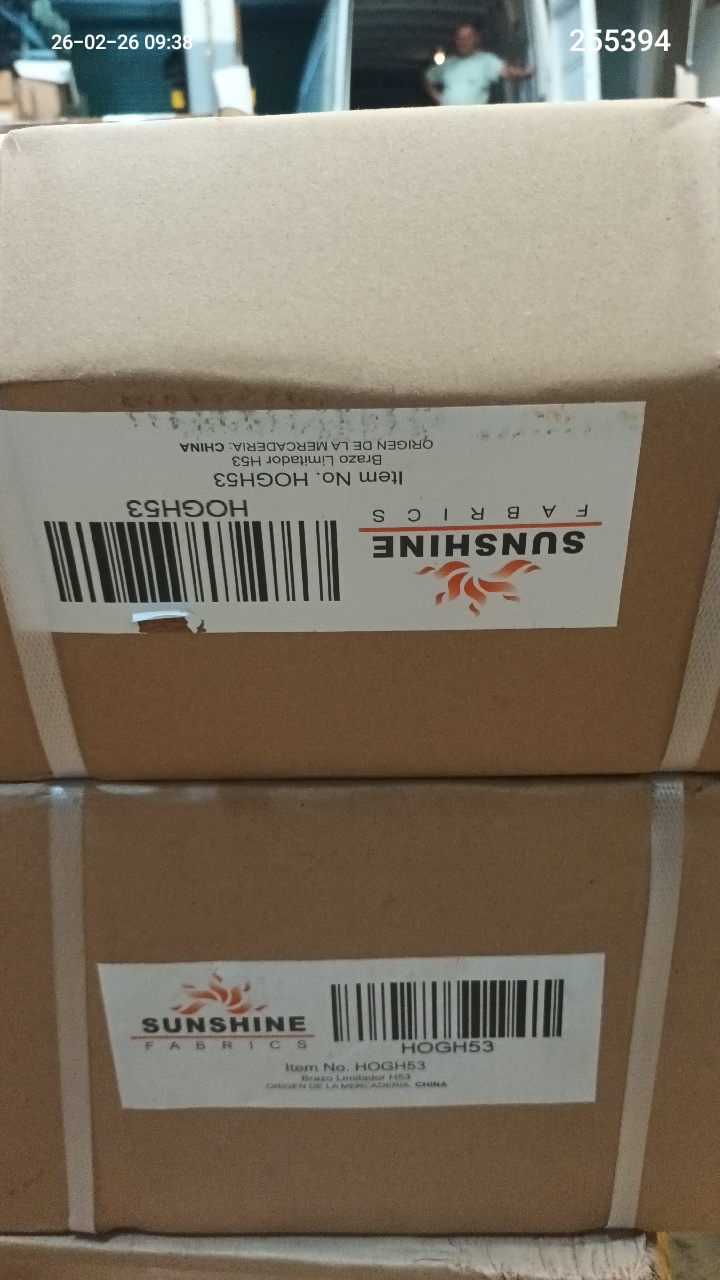 26-02-26 09:38
255394
SUNSHINE
FABRICS
HOGH53
Item No. HOGH53
Brazo Limitador H53
ORIGEN DE LA MERCADERIA: CHINA
SUNSHINE
FABRICS
HOGH53
Item No. HOGH53
Brazo Limitador H53
ORIGEN DE LA MERCADERIA: CHINA